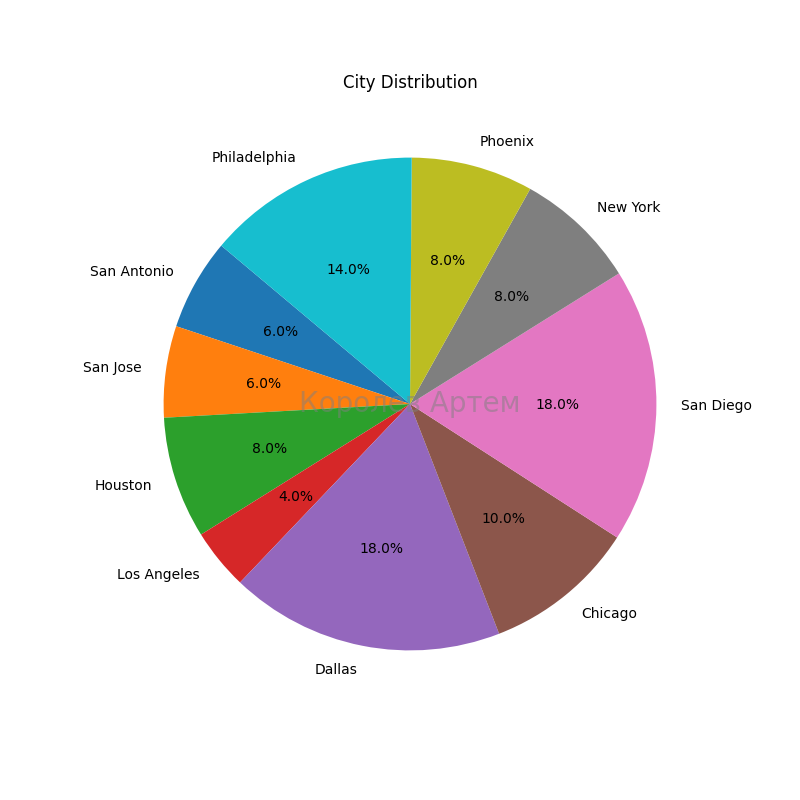 City Distribution
Phoenix
Philadelphia
New York
8.0%
14.0%
San Antonio
8.0%
6.0%
San Jose
6.0%
Королев Артем
18.0%
San Diego
8.0%
Houston
4.0%
10.0%
18.0%
Los Angeles
Chicago
Dallas